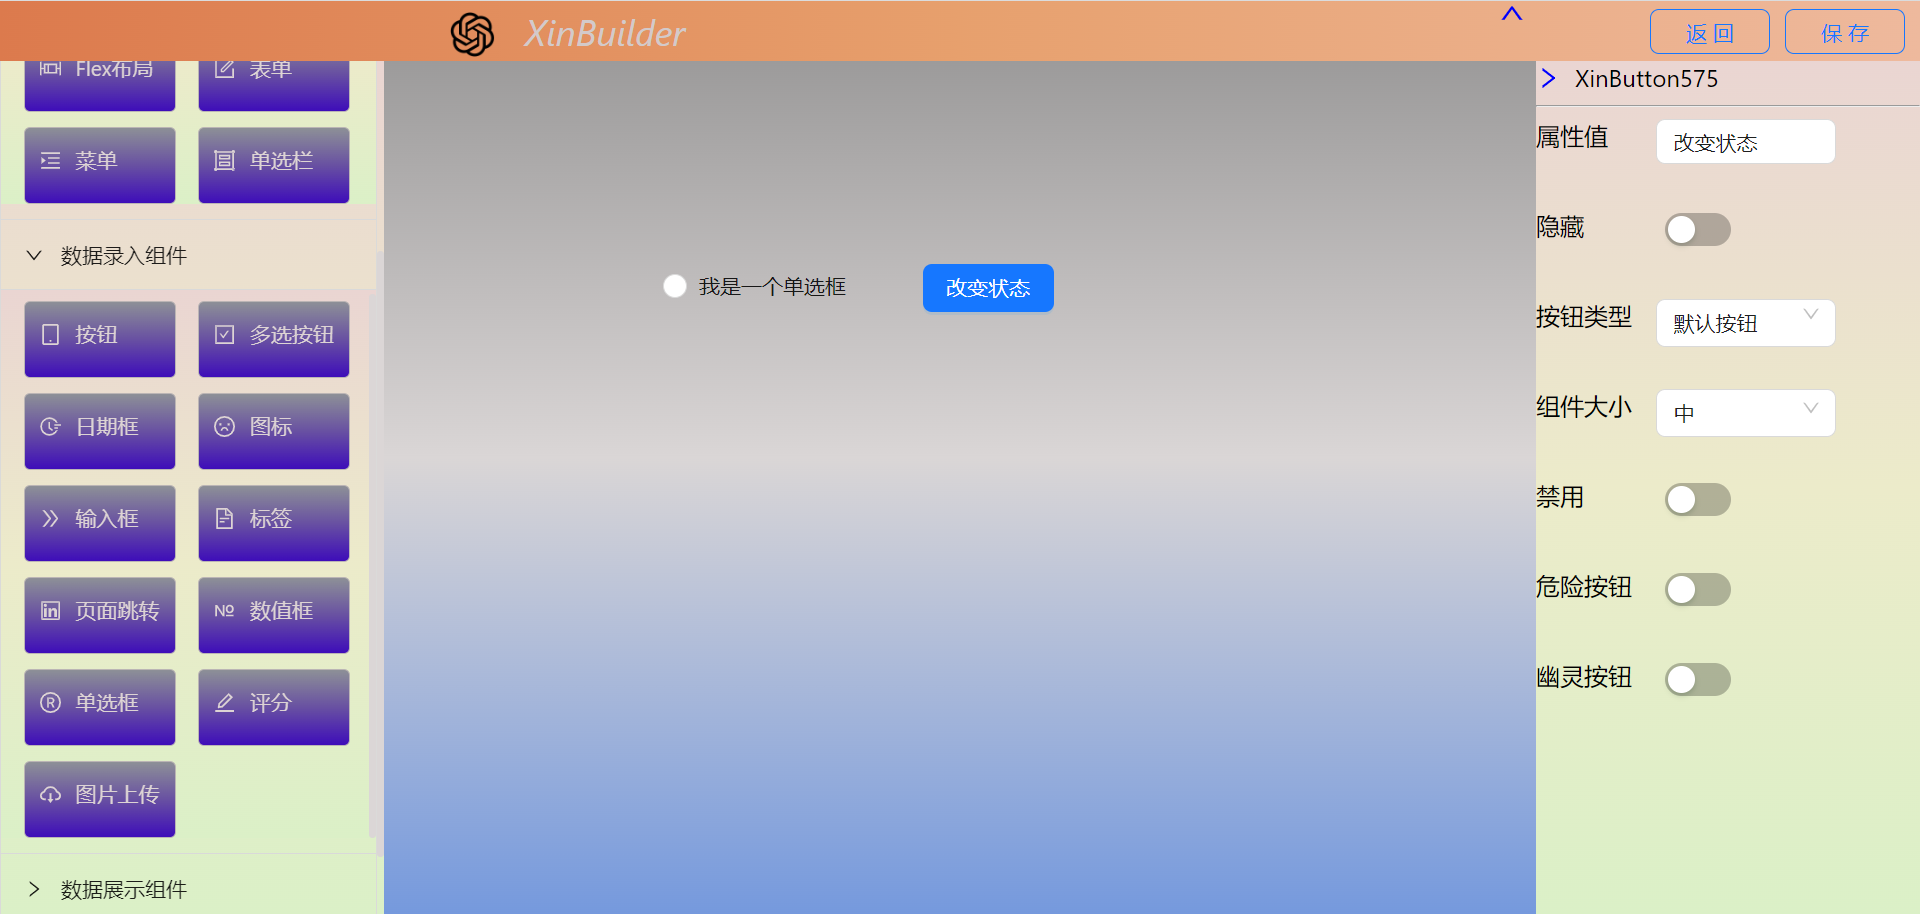 XinBuilder
返 回
保 存
Flex布局
表单
菜单
单选栏
数据录入组件
按钮
多选按钮
日期框
图标
输入框
标签
页面跳转
数值框
单选框
评分
图片上传
数据展示组件
我是一个单选框
改变状态
XinButton575
属性值
改变状态
隐藏
按钮类型
默认按钮
组件大小
中
禁用
危险按钮
幽灵按钮